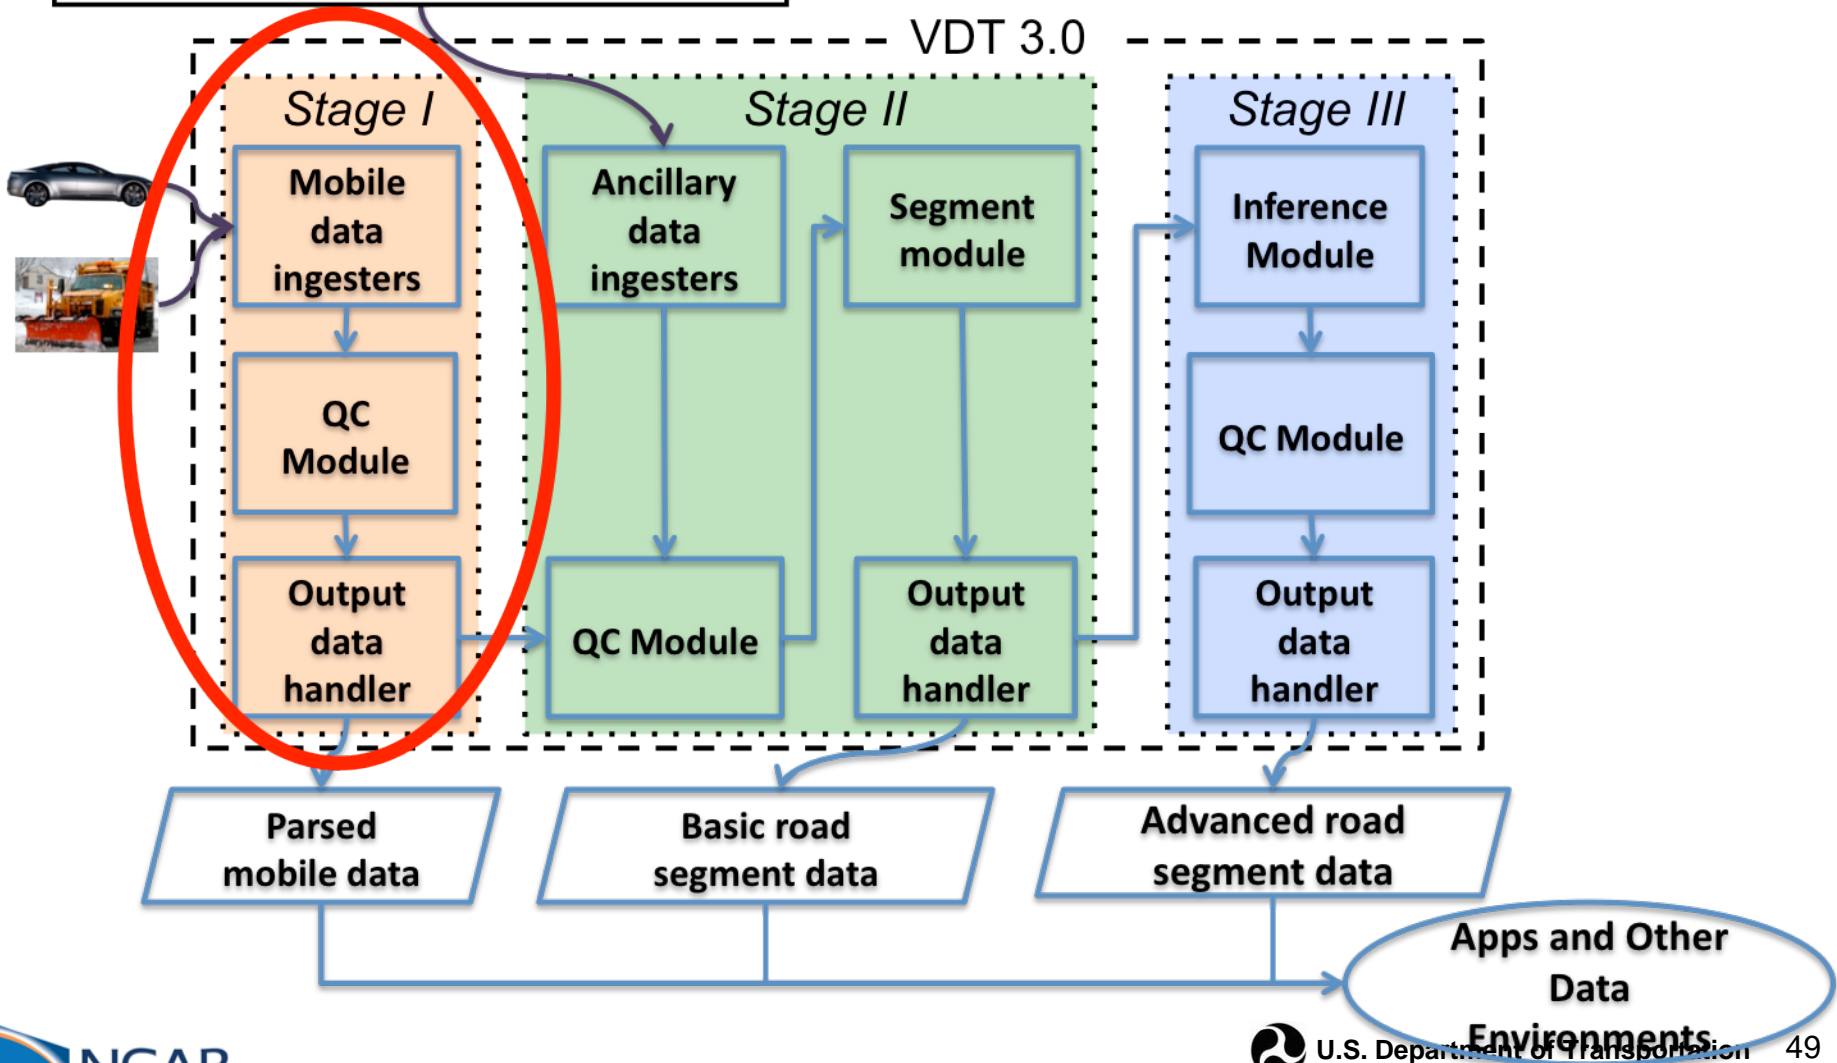 VDT 3.0
Stage I
Mobile
data
ingesters
QC
Module
Output
data
handler
Stage II
Ancillary
data
ingesters
QC Module
Segment
module
Output
data
handler
Stage III
Inference
Module
QC Module
Output
data
handler
Parsed
mobile data
Basic road
segment data
Advanced road
segment data
Apps and Other
Data
Environments
NCAR
U.S. Department of Transportation
49